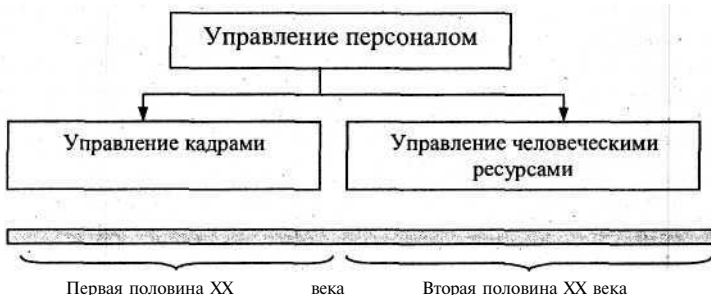 Управление персоналом
Управление кадрами
Управление человеческими
ресурсами
Первая половина XX века
Вторая половина XX века